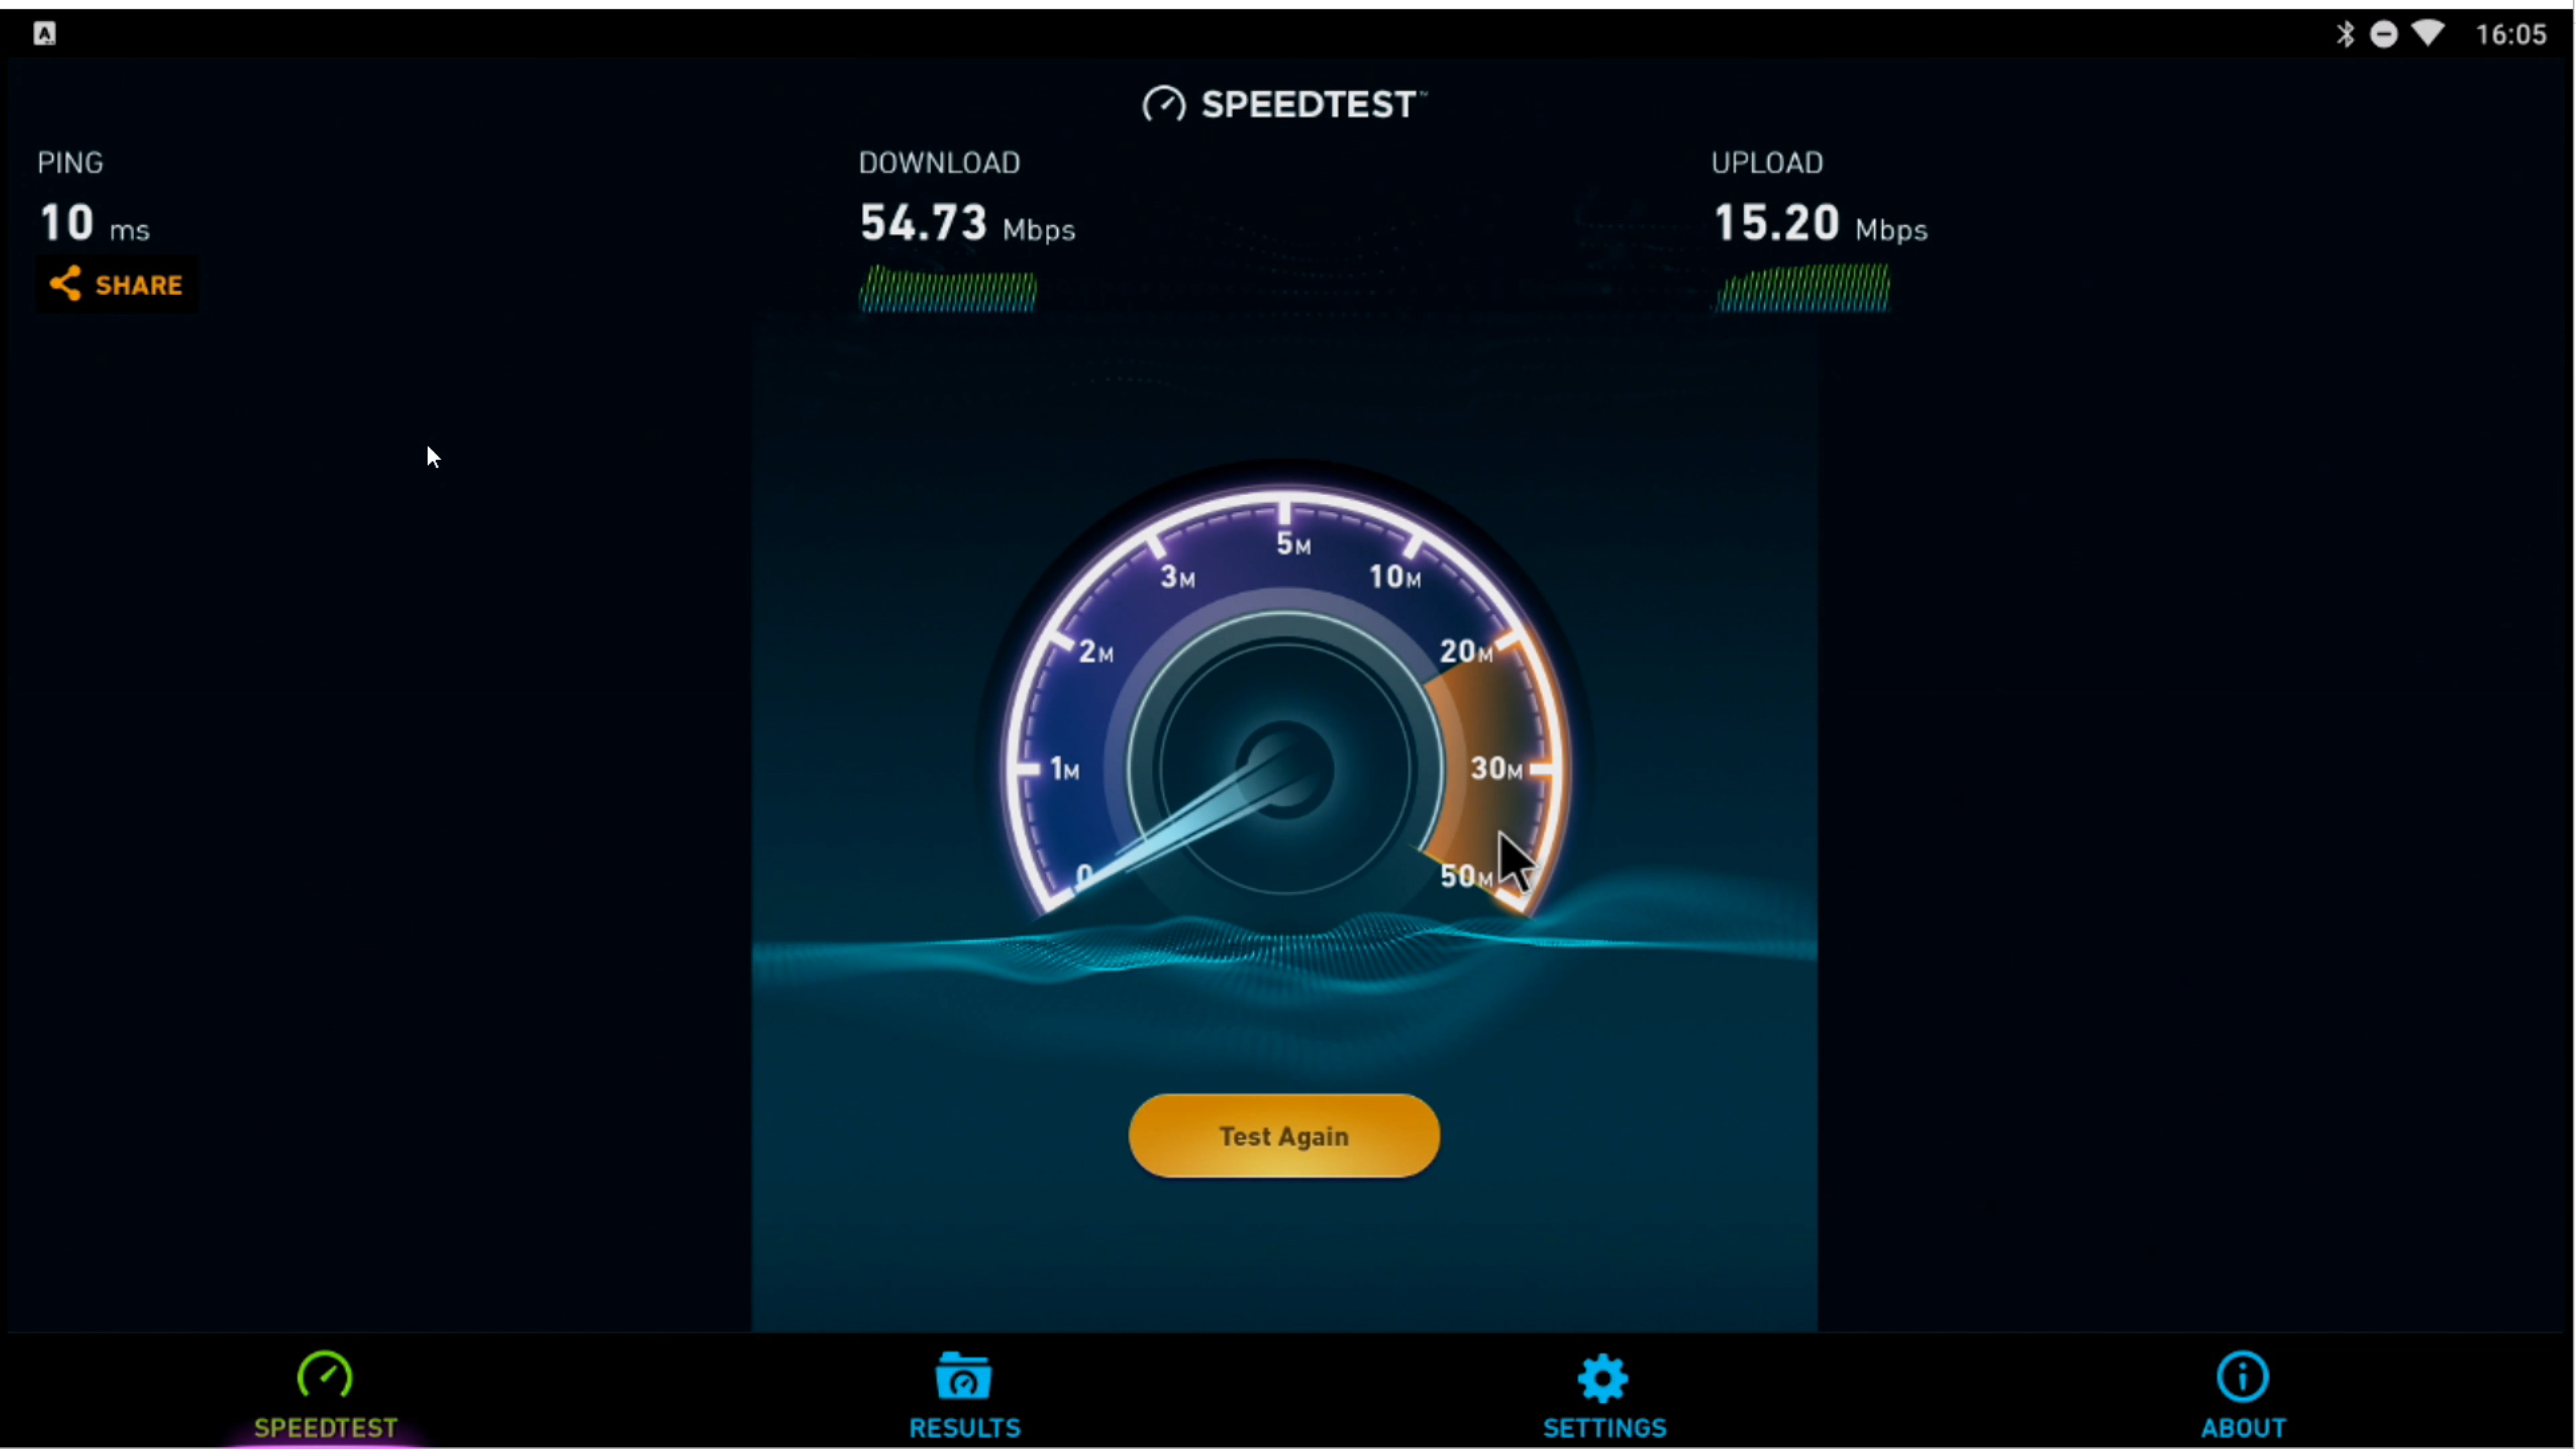 A
16:05
SPEEDTEST™
PING
DOWNLOAD
UPLOAD
10 ms
54.73 Mbps
15.20 Mbps
SHARE
5M
3M
10M
2M
20M
1M
30M
0
50M
Test Again
SPEEDTEST
RESULTS
SETTINGS
ABOUT